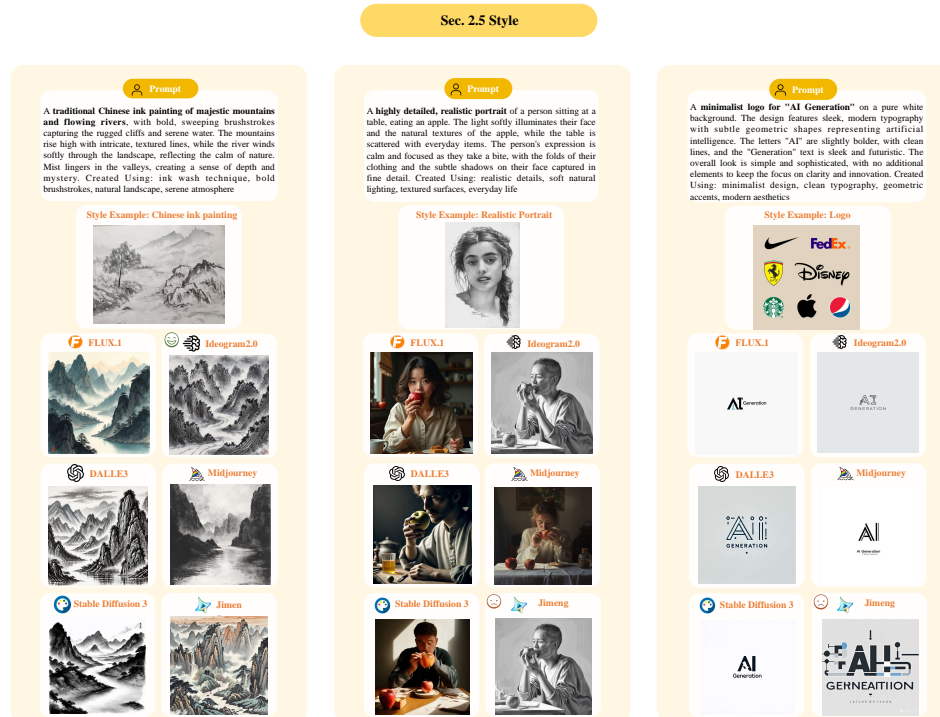 Sec. 2.5 Style
Prompt
A traditional Chinese ink painting of majestic mountains
and flowing rivers, with bold, sweeping brushstrokes
capturing the rugged cliffs and serene water. The mountains
rise high with intricate, textured lines, while the river winds
softly through the landscape, reflecting the calm of nature.
Mist lingers in the valleys, creating a sense of depth and
mystery. Created Using: ink wash technique, bold
brushstrokes, natural landscape, serene atmosphere
Style Example: Chinese ink painting
FLUX.1
Ideogram2.0
DALLE3
Midjourney
Stable Diffusion 3
Jimen
Prompt
A highly detailed, realistic portrait of a person sitting at a
table, eating an apple. The light softly illuminates their face
and the natural textures of the apple, while the table is
scattered with everyday items. The person's expression is
calm and focused as they take a bite, with the folds of their
clothing and the subtle shadows on their face captured in
fine detail. Created Using: realistic details, soft natural
lighting, textured surfaces, everyday life
Style Example: Realistic Portrait
FLUX.1
Ideogram2.0
DALLE3
Midjourney
Stable Diffusion 3
Jimeng
Prompt
A minimalist logo for "AI Generation" on a pure white
background. The design features sleek, modern typography
with subtle geometric shapes representing artificial
intelligence. The letters "AI" are slightly bolder, with clean
lines, and the "Generation" text is sleek and futuristic. The
overall look is simple and sophisticated, with no additional
elements to keep the focus on clarity and innovation. Created
Using: minimalist design, clean typography, geometric
accents, modern aesthetics
Style Example: Logo
FedEx
Disney
FLUX.1
AI Generation
Ideogram2.0
AI
GENERATION
DALLE3
AI
GENERATION
Midjourney
AI
AI Generation
Stable Diffusion 3
AI
Generation
Jimeng
GERNEAITIION